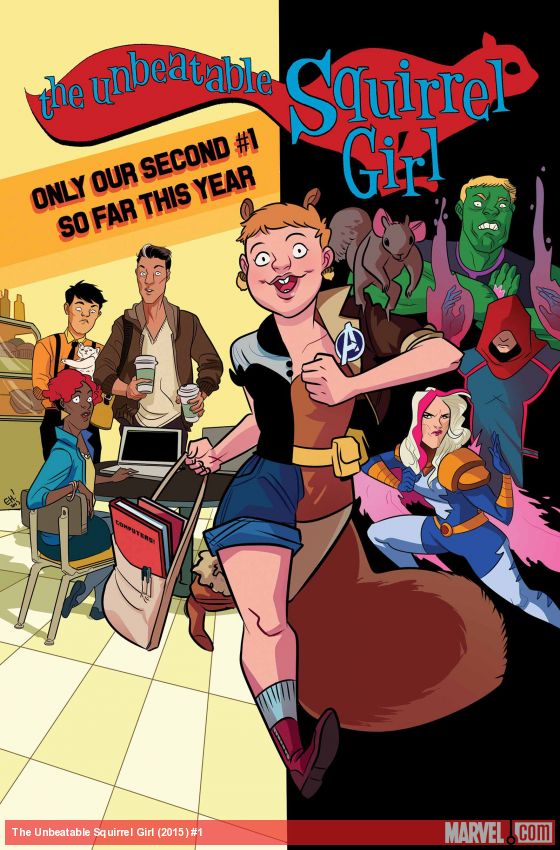 the unbeatable
Squirrel
Girl
ONLY OUR SECOND #1
SO FAR THIS YEAR
COMPUTERS!
The Unbeatable Squirrel Girl (2015) #1
MARVEL.com